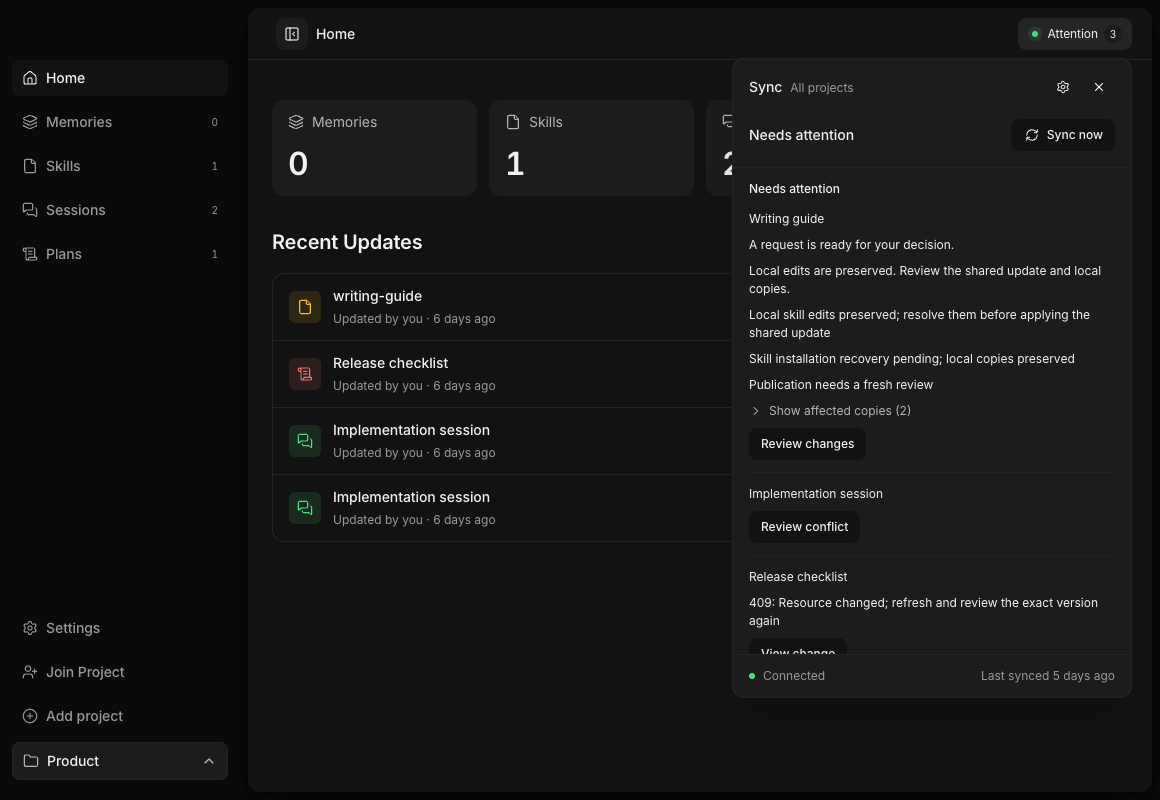 Home
Memories 0
Skills 1
Sessions 2
Plans 1
Settings
Join Project
Add project
Product
Home
Attention 3
Memories
0
Skills
1
Recent Updates
writing-guide
Updated by you · 6 days ago
Release checklist
Updated by you · 6 days ago
Implementation session
Updated by you · 6 days ago
Implementation session
Updated by you · 6 days ago
Sync All projects
Needs attention
Sync now
Needs attention
Writing guide
A request is ready for your decision.
Local edits are preserved. Review the shared update and local
copies.
Local skill edits preserved; resolve them before applying the
shared update
Skill installation recovery pending; local copies preserved
Publication needs a fresh review
Show affected copies (2)
Review changes
Implementation session
Review conflict
Release checklist
409: Resource changed; refresh and review the exact version
again
View change
Connected
Last synced 5 days ago